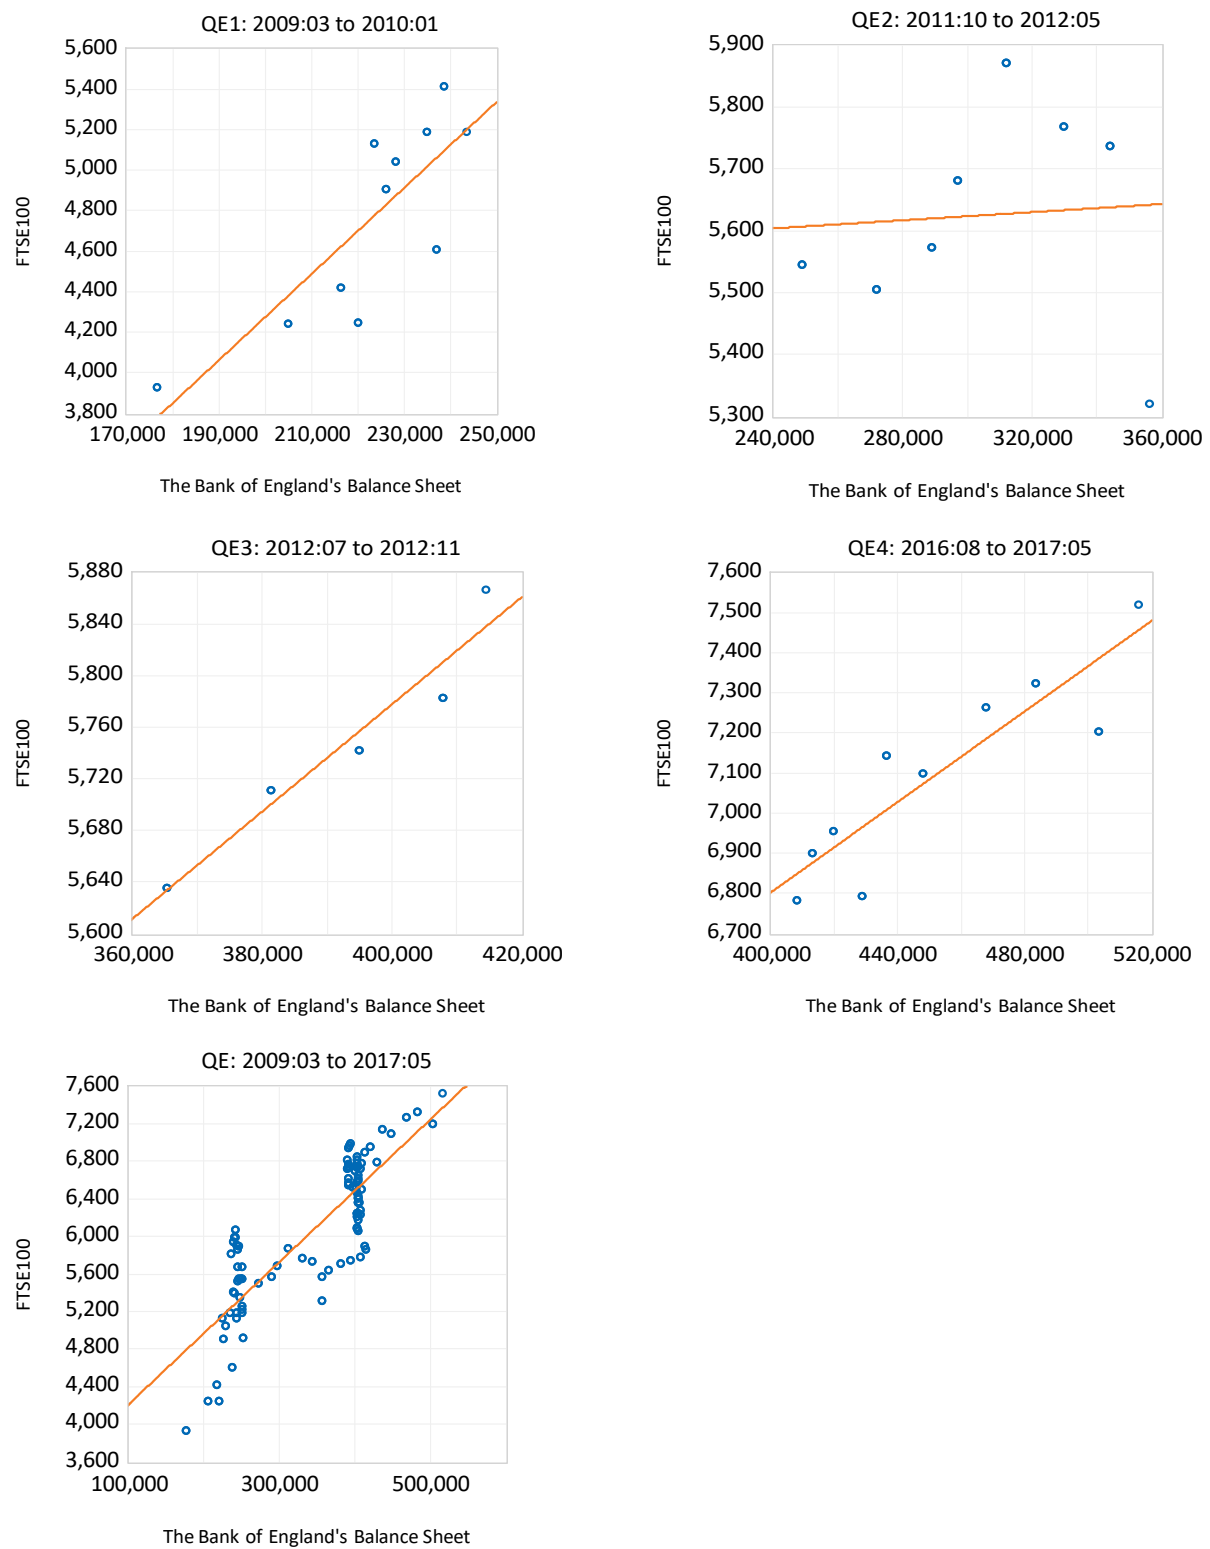 QE1: 2009:03 to 2010:01
5,600
5,400
5,200
5,000
4,800
4,600
4,400
4,200
4,000
3,800
FTSE100
170,000 190,000 210,000 230,000 250,000
The Bank of England's Balance Sheet
QE2: 2011:10 to 2012:05
5,900
5,800
5,700
5,600
5,500
5,400
5,300
FTSE100
240,000 280,000 320,000 360,000
The Bank of England's Balance Sheet
QE3: 2012:07 to 2012:11
5,880
5,840
5,800
5,760
5,720
5,680
5,640
5,600
FTSE100
360,000 380,000 400,000 420,000
The Bank of England's Balance Sheet
QE4: 2016:08 to 2017:05
7,600
7,500
7,400
7,300
7,200
7,100
7,000
6,900
6,800
6,700
FTSE100
400,000 440,000 480,000 520,000
The Bank of England's Balance Sheet
QE: 2009:03 to 2017:05
7,600
7,200
6,800
6,400
6,000
5,600
5,200
4,800
4,400
4,000
3,600
FTSE100
100,000 300,000 500,000
The Bank of England's Balance Sheet